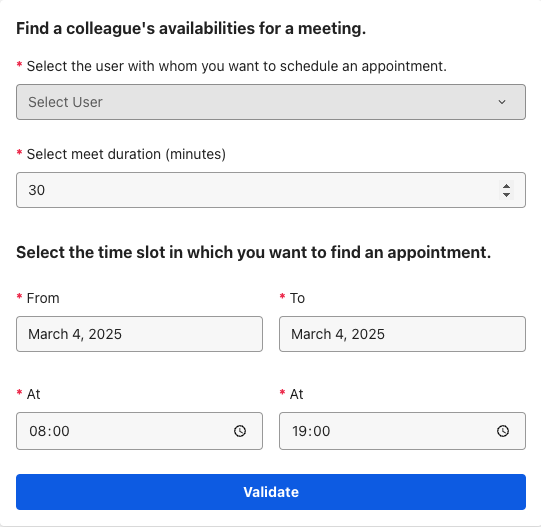 Find a colleague's availabilities for a meeting.
* Select the user with whom you want to schedule an appointment.
Select User
* Select meet duration (minutes)
30
Select the time slot in which you want to find an appointment.
* From
* To
March 4, 2025
March 4, 2025
* At
* At
08:00
19:00
Validate